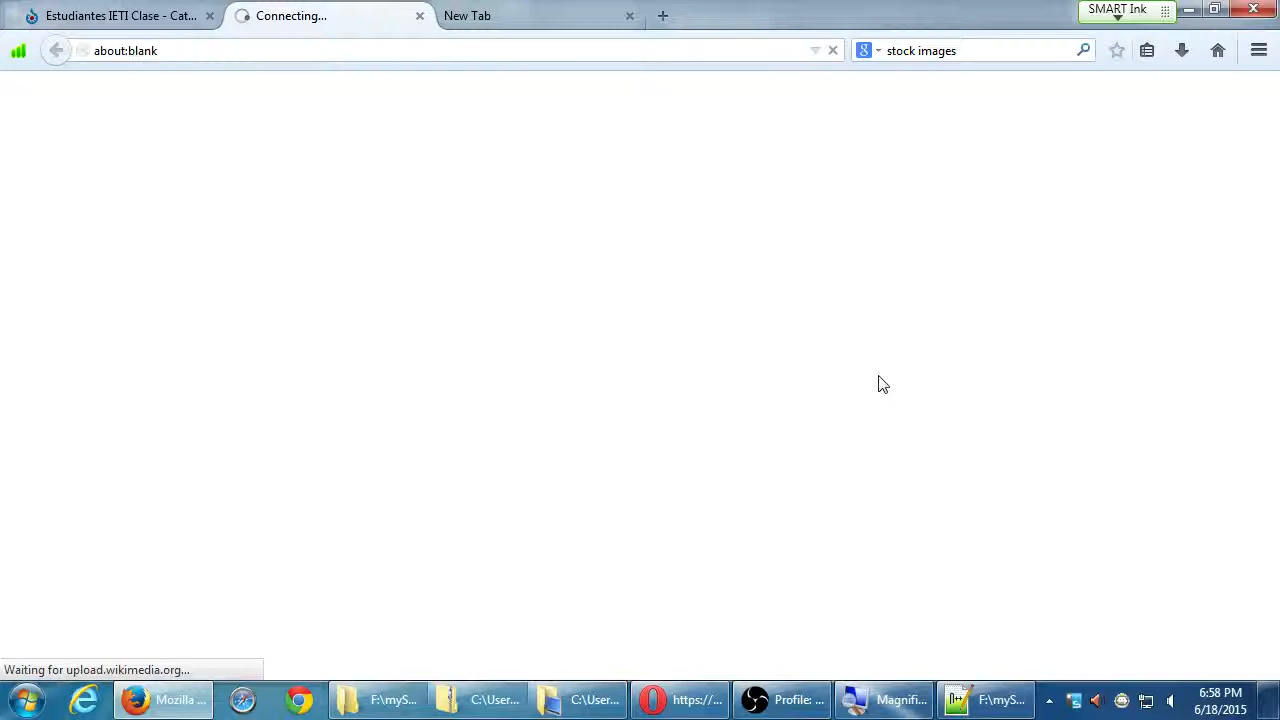 Estudiantes IETI Clase - Cat...
Connecting...
New Tab
SMART Ink
about:blank
stock images
Waiting for upload.wikimedia.org...
Mozilla ...
F:\myS...
C:\User...
C:\User...
https://...
Profile: ...
Magnifi...
F:\myS...
6:58 PM
6/18/2015